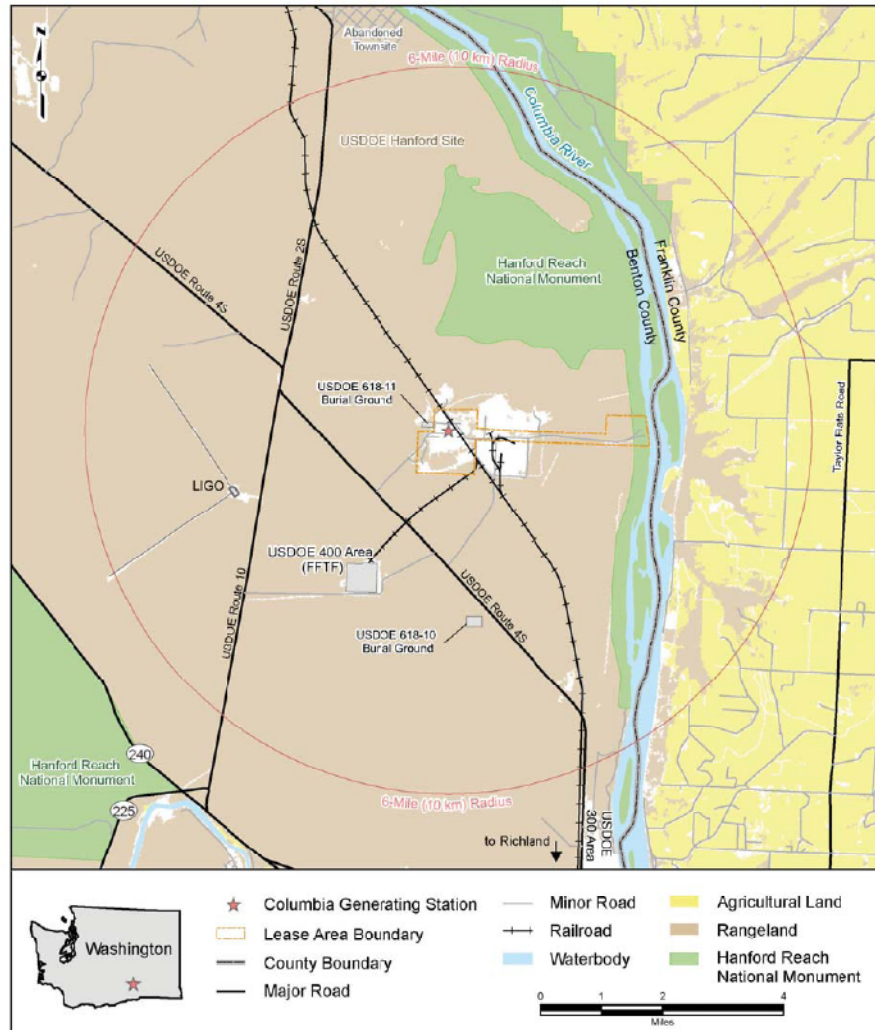 N
Abandoned
Townsite
6-Mile (10 km) Radius
Columbia River
USDOE Hanford Site
USDOE Route 4S
USDOE Route 2S
Hanford Reach
National Monument
Franklin County
Benton County
USDOE 618-11
Burial Ground
Taylor Flats Road
LIGO
USDOE 400 Area
(FFTF)
USDOE Route 10
USDOE Route 4S
USDOE 618-10
Burial Ground
240
Hanford Reach
National Monument
225
6-Mile (10 km) Radius
to Richland
USDOE
300 Area
Washington
Columbia Generating Station
Lease Area Boundary
County Boundary
Major Road
Minor Road
Railroad
Waterbody
Agricultural Land
Rangeland
Hanford Reach
National Monument
0 1 2 4
Miles